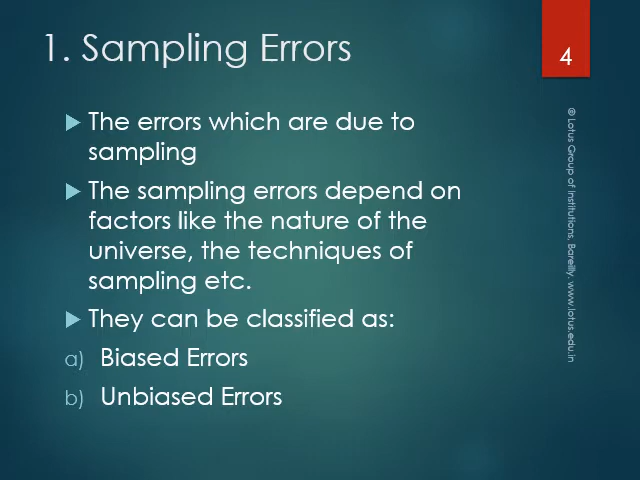 1. Sampling Errors
4
The errors which are due to
sampling
The sampling errors depend on
factors like the nature of the
universe, the techniques of
sampling etc.
They can be classified as:
a) Biased Errors
b) Unbiased Errors
© Lotus Group of Institutions, Bareilly. www.lotus.edu.in